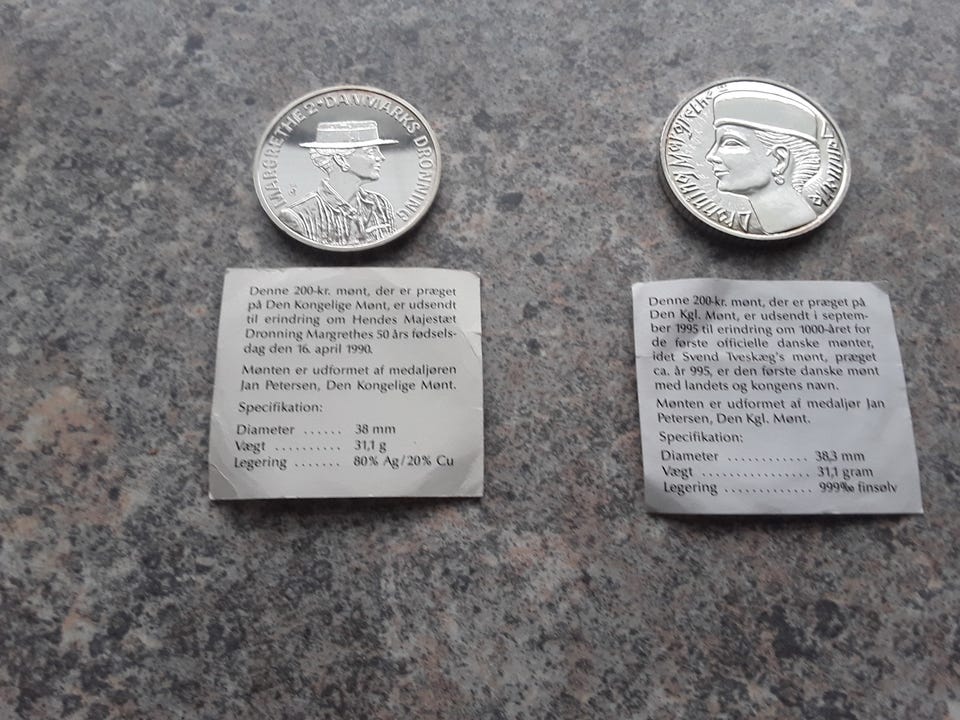 MARGRETHE 2·DANMARKS DRONNING
Denne 200-kr. mønt, der er præget
på Den Kongelige Mønt, er udsendt
til erindring om Hendes Majestæt
Dronning Margrethes 50 års fødsels-
dag den 16. april 1990.
Mønten er udformet af medaljøren
Jan Petersen, Den Kongelige Mønt.
Specifikation:
Diameter ...... 38 mm
Vægt .......... 31,1 g
Legering ....... 80% Ag/20% Cu
Dronning Margrethe Danmark
Denne 200-kr. mønt, der er præget på
Den Kgl. Mønt, er udsendt i septem-
ber 1995 til erindring om 1000-året for
de første officielle danske mønter,
idet Svend Tveskæg's mønt, præget
ca. år 995, er den første danske mønt
med landets og kongens navn.
Mønten er udformet af medaljør Jan
Petersen, Den Kgl. Mønt.
Specifikation:
Diameter ............ 38,3 mm
Vægt ................. 31,1 gram
Legering ............. 999‰ finsølv